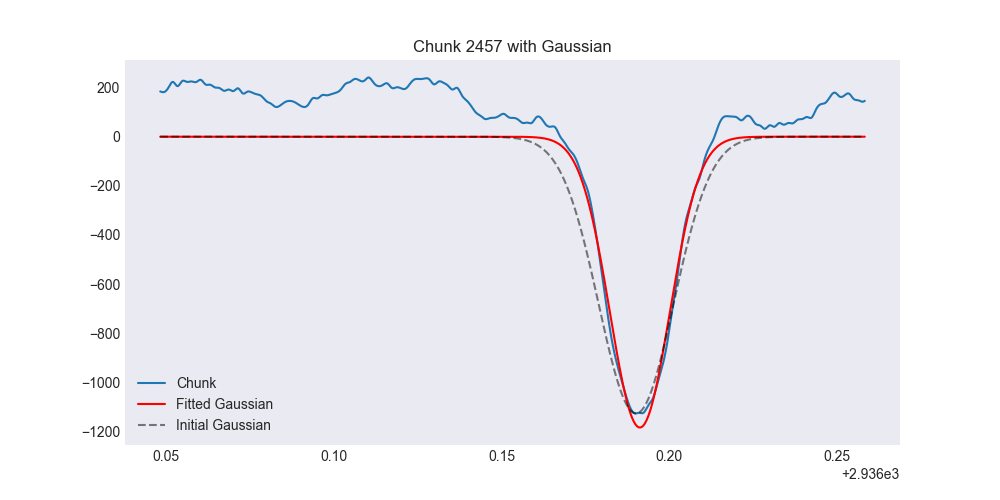 Chunk 2457 with Gaussian
200
0
−200
−400
−600
−800
−1000
−1200
Chunk
Fitted Gaussian
Initial Gaussian
0.05 0.10 0.15 0.20 0.25
+2.936e3